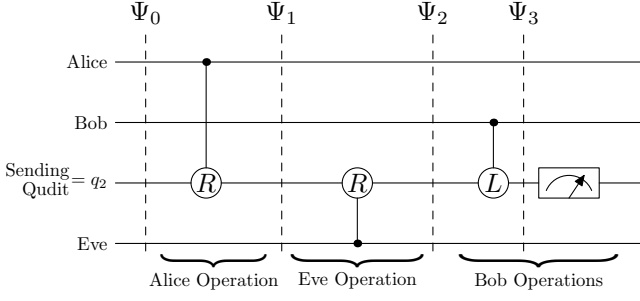 Ψ0 Ψ1 Ψ2 Ψ3
Alice
Bob
Sending
Qudit = q2
R R L
Eve
Alice Operation Eve Operation Bob Operations